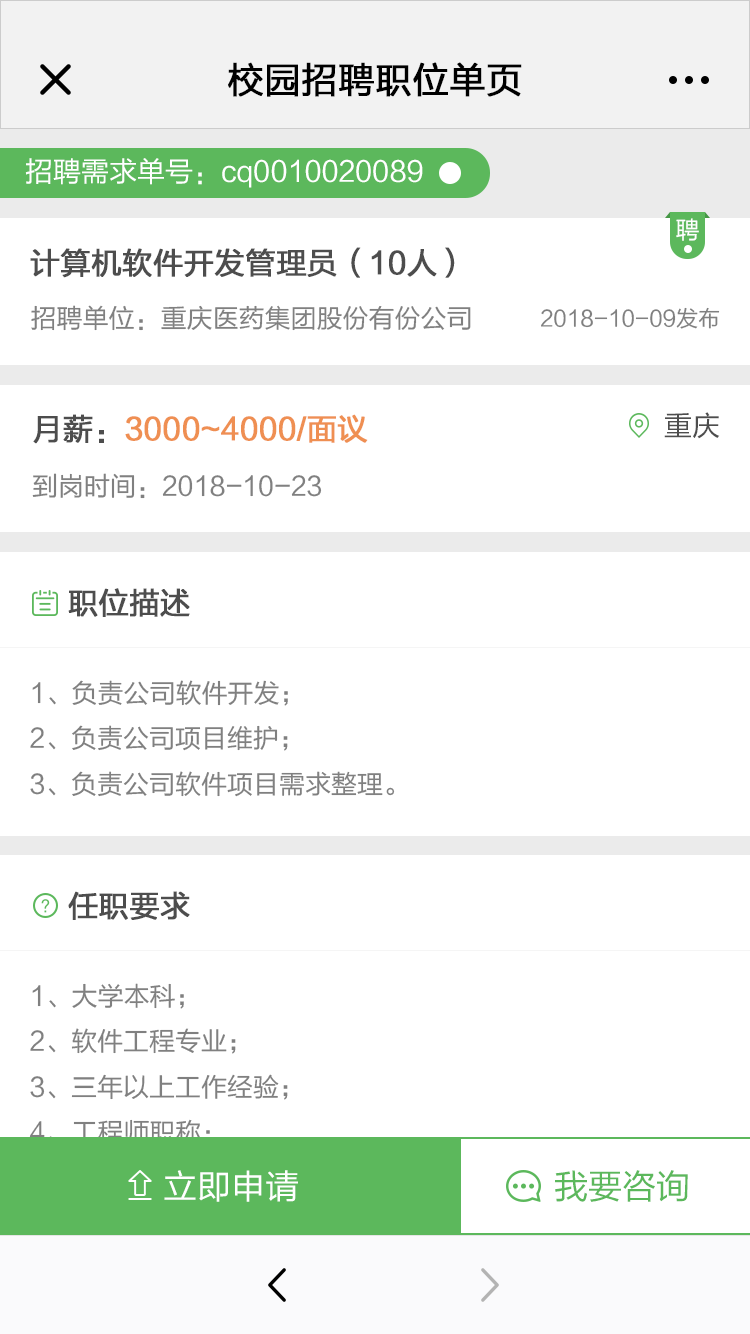 校园招聘职位单页
招聘需求单号：cq0010020089
聘
计算机软件开发管理员（10人）
招聘单位：重庆医药集团股份有份公司 2018-10-09发布
月薪：3000~4000/面议 重庆
到岗时间：2018-10-23
职位描述
1、负责公司软件开发；
2、负责公司项目维护；
3、负责公司软件项目需求整理。
任职要求
1、大学本科；
2、软件工程专业；
3、三年以上工作经验；
4、工程师职称；
立即申请 我要咨询